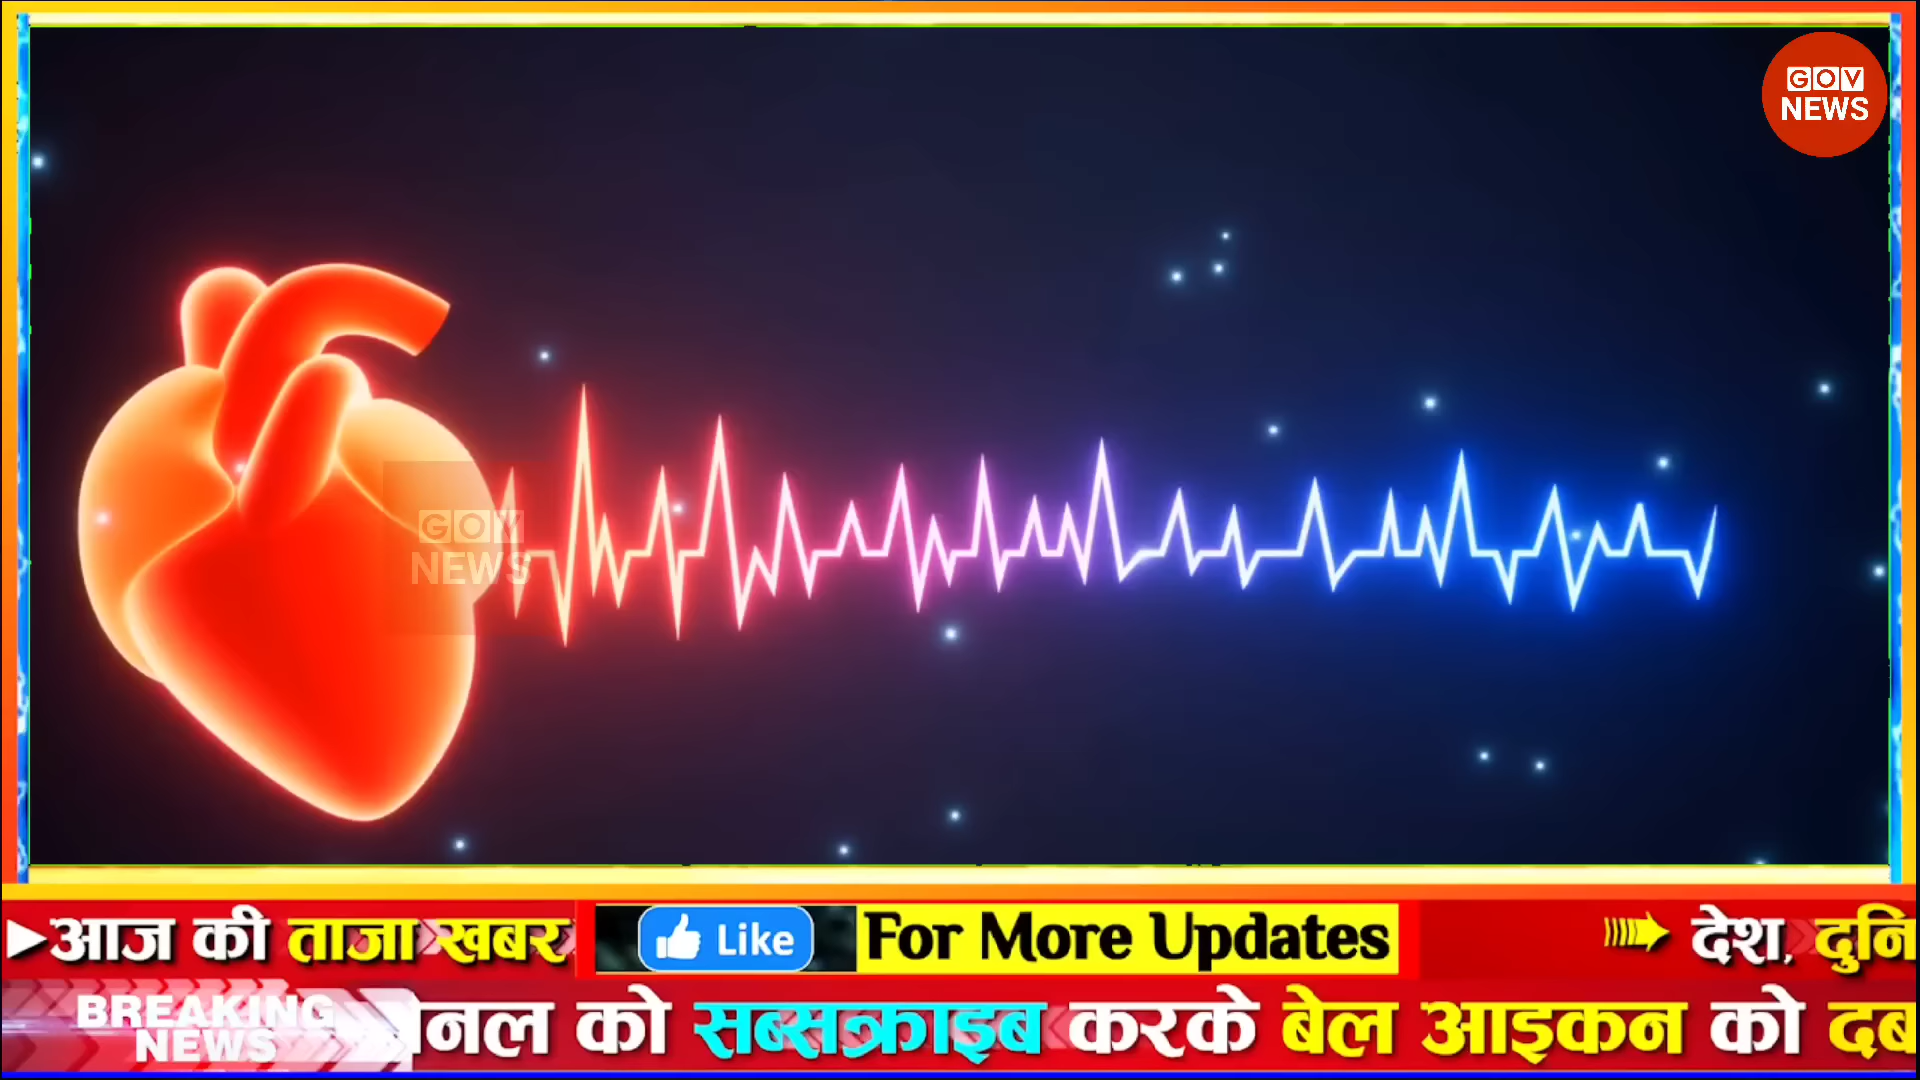 GOV
NEWS
GOV
NEWS
आज की ताजा खबर
Like
For More Updates
देश, दुनि
BREAKING
NEWS
नल को सब्सक्राइब करके बेल आइकन को दब